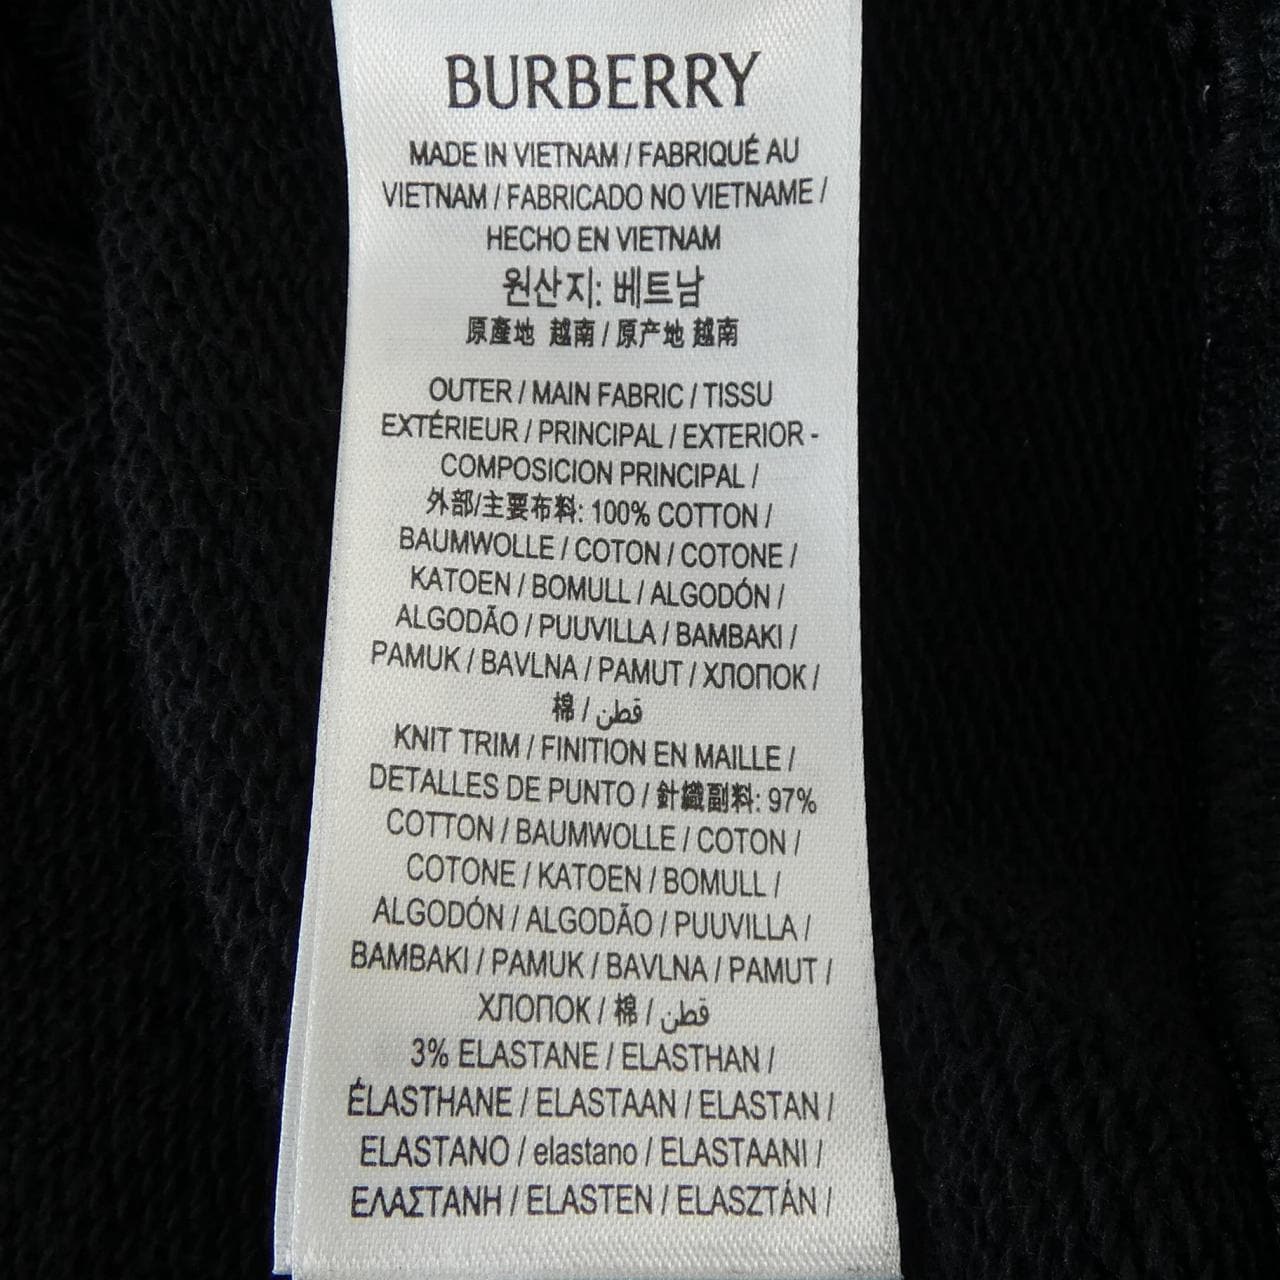 BURBERRY
MADE IN VIETNAM / FABRIQUÉ AU
VIETNAM / FABRICADO NO VIETNAME /
HECHO EN VIETNAM
원산지: 베트남
原產地 越南 / 原产地 越南
OUTER / MAIN FABRIC / TISSU
EXTÉRIEUR / PRINCIPAL / EXTERIOR -
COMPOSICION PRINCIPAL /
外部/主要布料: 100% COTTON /
BAUMWOLLE / COTON / COTONE /
KATOEN / BOMULL / ALGODÓN /
ALGODÃO / PUUVILLA / BAMBAKI /
PAMUK / BAVLNA / PAMUT / ХЛОПОК /
棉 / قطن
KNIT TRIM / FINITION EN MAILLE /
DETALLES DE PUNTO / 針織副料: 97%
COTTON / BAUMWOLLE / COTON /
COTONE / KATOEN / BOMULL /
ALGODÓN / ALGODÃO / PUUVILLA /
BAMBAKI / PAMUK / BAVLNA / PAMUT /
ХЛОПОК / 棉 / قطن
3% ELASTANE / ELASTHAN /
ÉLASTHANE / ELASTAAN / ELASTAN /
ELASTANO / elastano / ELASTAANI /
ΕΛΑΣΤΑΝΗ / ELASTEN / ELASZTÁN /